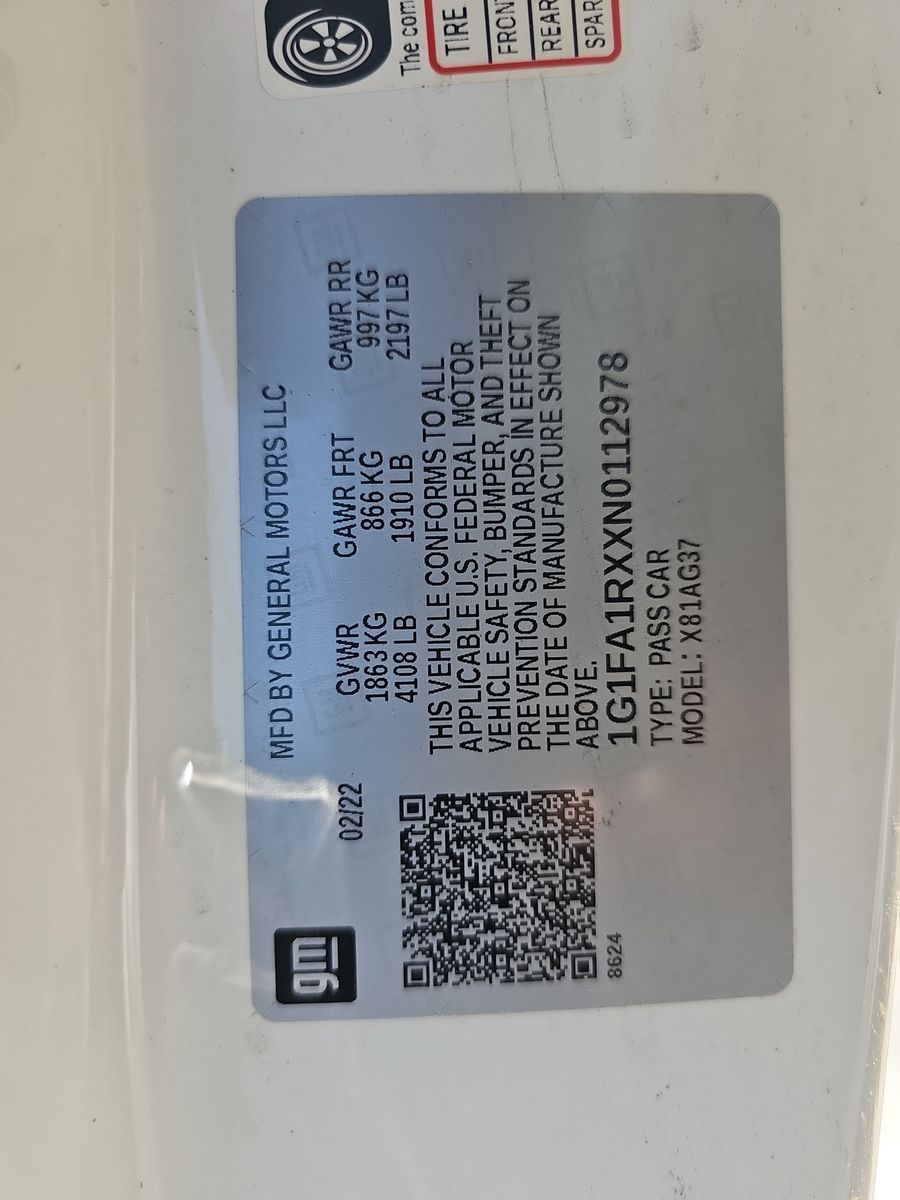 gm
MFD BY GENERAL MOTORS LLC
02/22
GVWR GAWR FRT GAWR RR
1863 KG 866 KG 997 KG
4108 LB 1910 LB 2197 LB
THIS VEHICLE CONFORMS TO ALL
APPLICABLE U.S. FEDERAL MOTOR
VEHICLE SAFETY, BUMPER, AND THEFT
PREVENTION STANDARDS IN EFFECT ON
THE DATE OF MANUFACTURE SHOWN
ABOVE.
1G1FA1RXXN0112978
TYPE: PASS CAR
MODEL: X81AG37
8624
The com
TIRE
FRON
REAR
SPAR